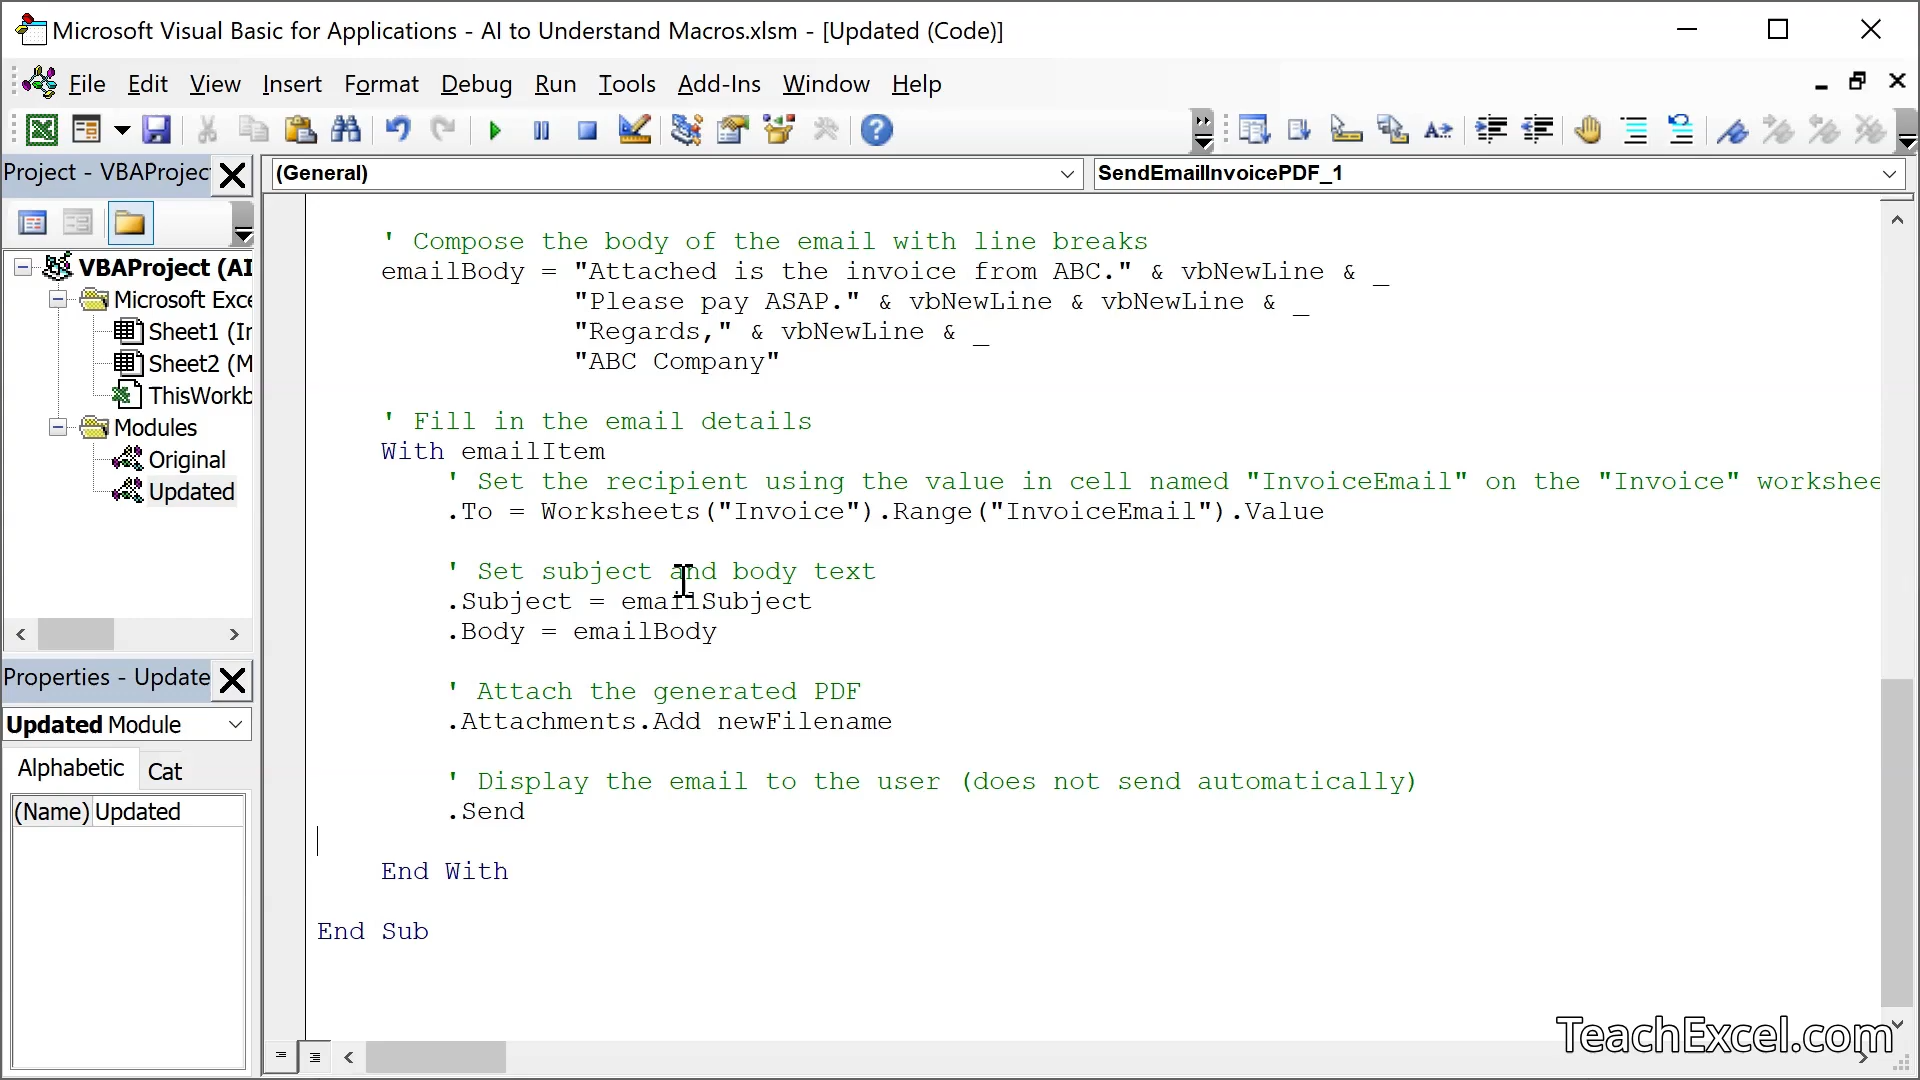 Microsoft Visual Basic for Applications - AI to Understand Macros.xlsm - [Updated (Code)]
File Edit View Insert Format Debug Run Tools Add-Ins Window Help
Project - VBAProjec
(General)
SendEmailInvoicePDF_1
VBAProject (AI
Microsoft Exce
Sheet1 (In
Sheet2 (M
ThisWorkb
Modules
Original
Updated
Properties - Update
Updated Module
Alphabetic Cat
(Name) Updated
' Compose the body of the email with line breaks
emailBody = "Attached is the invoice from ABC." & vbNewLine & _
"Please pay ASAP." & vbNewLine & vbNewLine & _
"Regards," & vbNewLine & _
"ABC Company"
' Fill in the email details
With emailItem
' Set the recipient using the value in cell named "InvoiceEmail" on the "Invoice" workshee
.To = Worksheets("Invoice").Range("InvoiceEmail").Value
' Set subject and body text
.Subject = emailSubject
.Body = emailBody
' Attach the generated PDF
.Attachments.Add newFilename
' Display the email to the user (does not send automatically)
.Send
End With
End Sub
TeachExcel.com